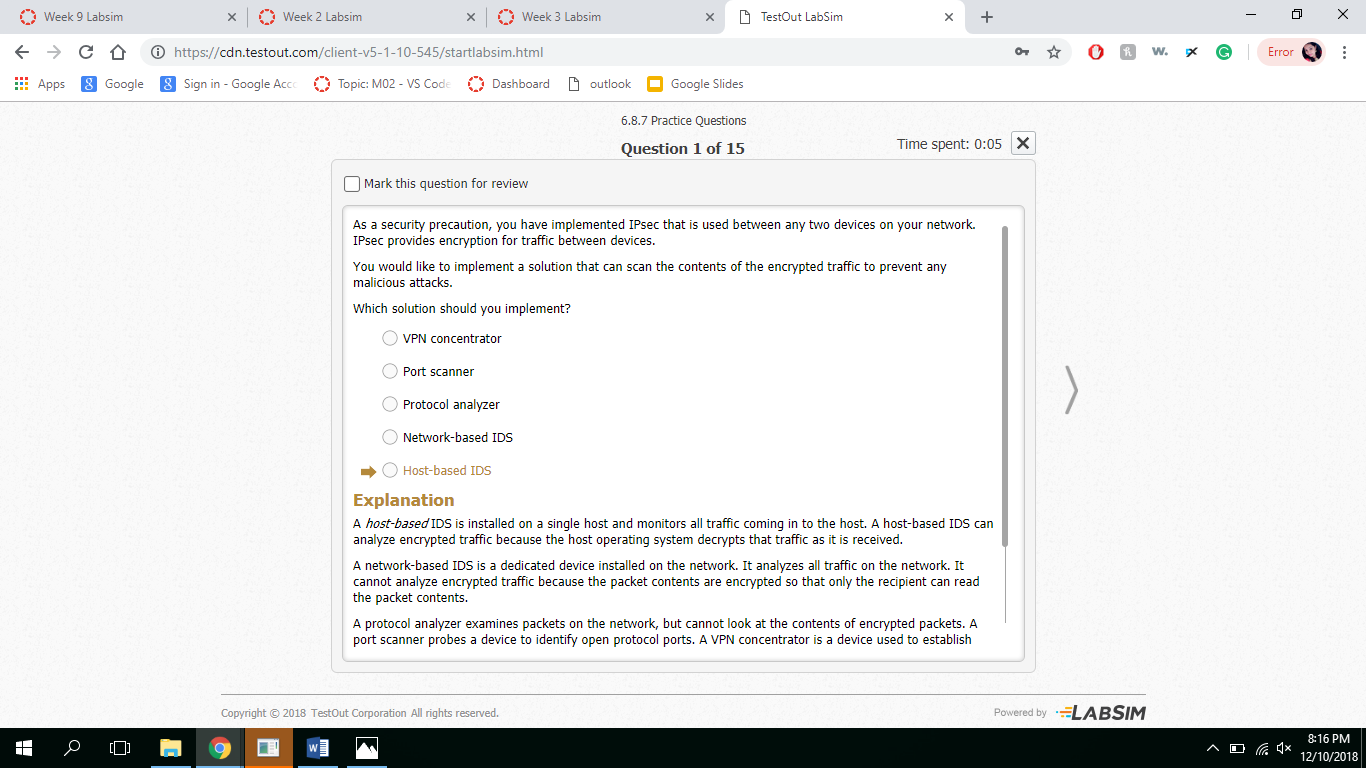 Week 9 Labsim
Week 2 Labsim
Week 3 Labsim
TestOut LabSim
https://cdn.testout.com/client-v5-1-10-545/startlabsim.html
Error
Apps
Google
Sign in - Google Acc
Topic: M02 - VS Code
Dashboard
outlook
Google Slides
6.8.7 Practice Questions
Question 1 of 15
Time spent: 0:05
Mark this question for review
As a security precaution, you have implemented IPsec that is used between any two devices on your network.
IPsec provides encryption for traffic between devices.
You would like to implement a solution that can scan the contents of the encrypted traffic to prevent any
malicious attacks.
Which solution should you implement?
VPN concentrator
Port scanner
Protocol analyzer
Network-based IDS
Host-based IDS
Explanation
A host-based IDS is installed on a single host and monitors all traffic coming in to the host. A host-based IDS can
analyze encrypted traffic because the host operating system decrypts that traffic as it is received.
A network-based IDS is a dedicated device installed on the network. It analyzes all traffic on the network. It
cannot analyze encrypted traffic because the packet contents are encrypted so that only the recipient can read
the packet contents.
A protocol analyzer examines packets on the network, but cannot look at the contents of encrypted packets. A
port scanner probes a device to identify open protocol ports. A VPN concentrator is a device used to establish
Copyright © 2018 TestOut Corporation All rights reserved.
Powered by LABSIM
8:16 PM
12/10/2018